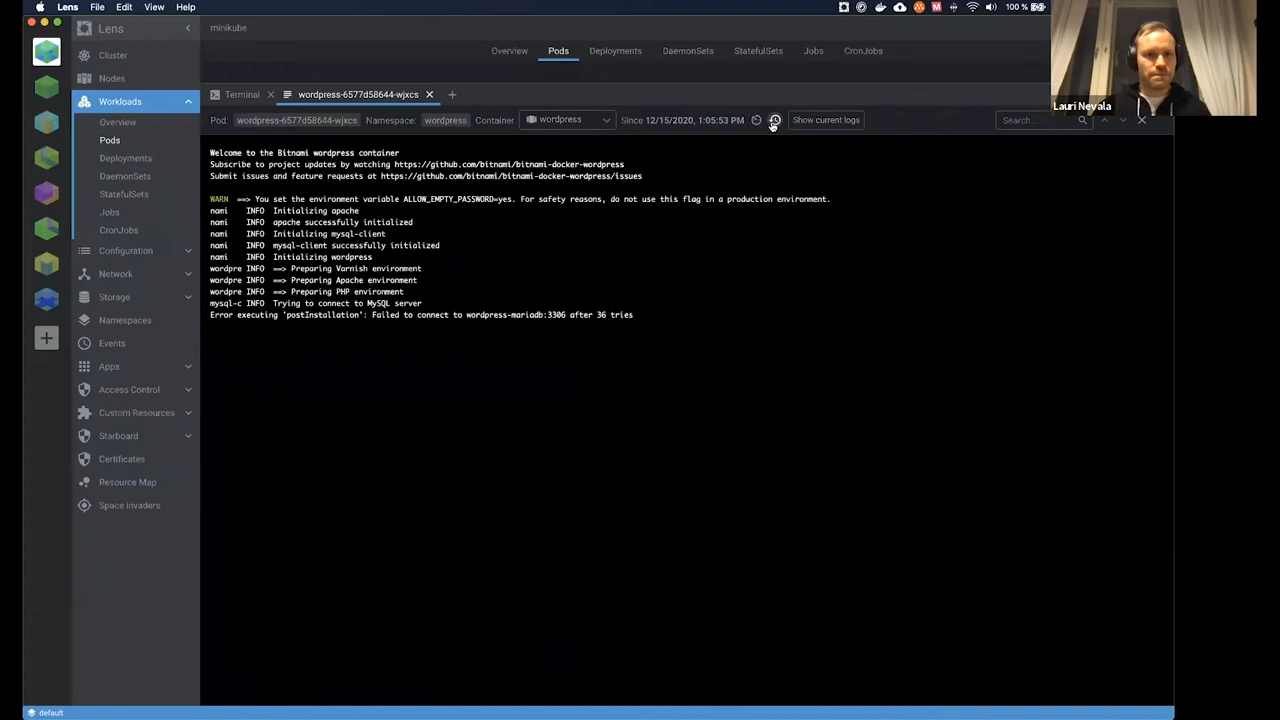 Lens File Edit View Window Help
100 %
Lens
minikube
Cluster
Nodes
Workloads
Overview
Pods
Deployments
DaemonSets
StatefulSets
Jobs
CronJobs
Configuration
Network
Storage
Namespaces
Events
Apps
Access Control
Custom Resources
Starboard
Certificates
Resource Map
Space Invaders
Overview Pods Deployments DaemonSets StatefulSets Jobs CronJobs
Lauri Nevala
Terminal wordpress-6577d58644-wjxcs
Pod: wordpress-6577d58644-wjxcs Namespace: wordpress Container wordpress Since 12/15/2020, 1:05:53 PM Show current logs Search...
Welcome to the Bitnami wordpress container
Subscribe to project updates by watching https://github.com/bitnami/bitnami-docker-wordpress
Submit issues and feature requests at https://github.com/bitnami/bitnami-docker-wordpress/issues
WARN ==> You set the environment variable ALLOW_EMPTY_PASSWORD=yes. For safety reasons, do not use this flag in a production environment.
nami INFO Initializing apache
nami INFO apache successfully initialized
nami INFO Initializing mysql-client
nami INFO mysql-client successfully initialized
nami INFO Initializing wordpress
wordpre INFO ==> Preparing Varnish environment
wordpre INFO ==> Preparing Apache environment
wordpre INFO ==> Preparing PHP environment
mysql-c INFO Trying to connect to MySQL server
Error executing 'postInstallation': Failed to connect to wordpress-mariadb:3306 after 36 tries
default